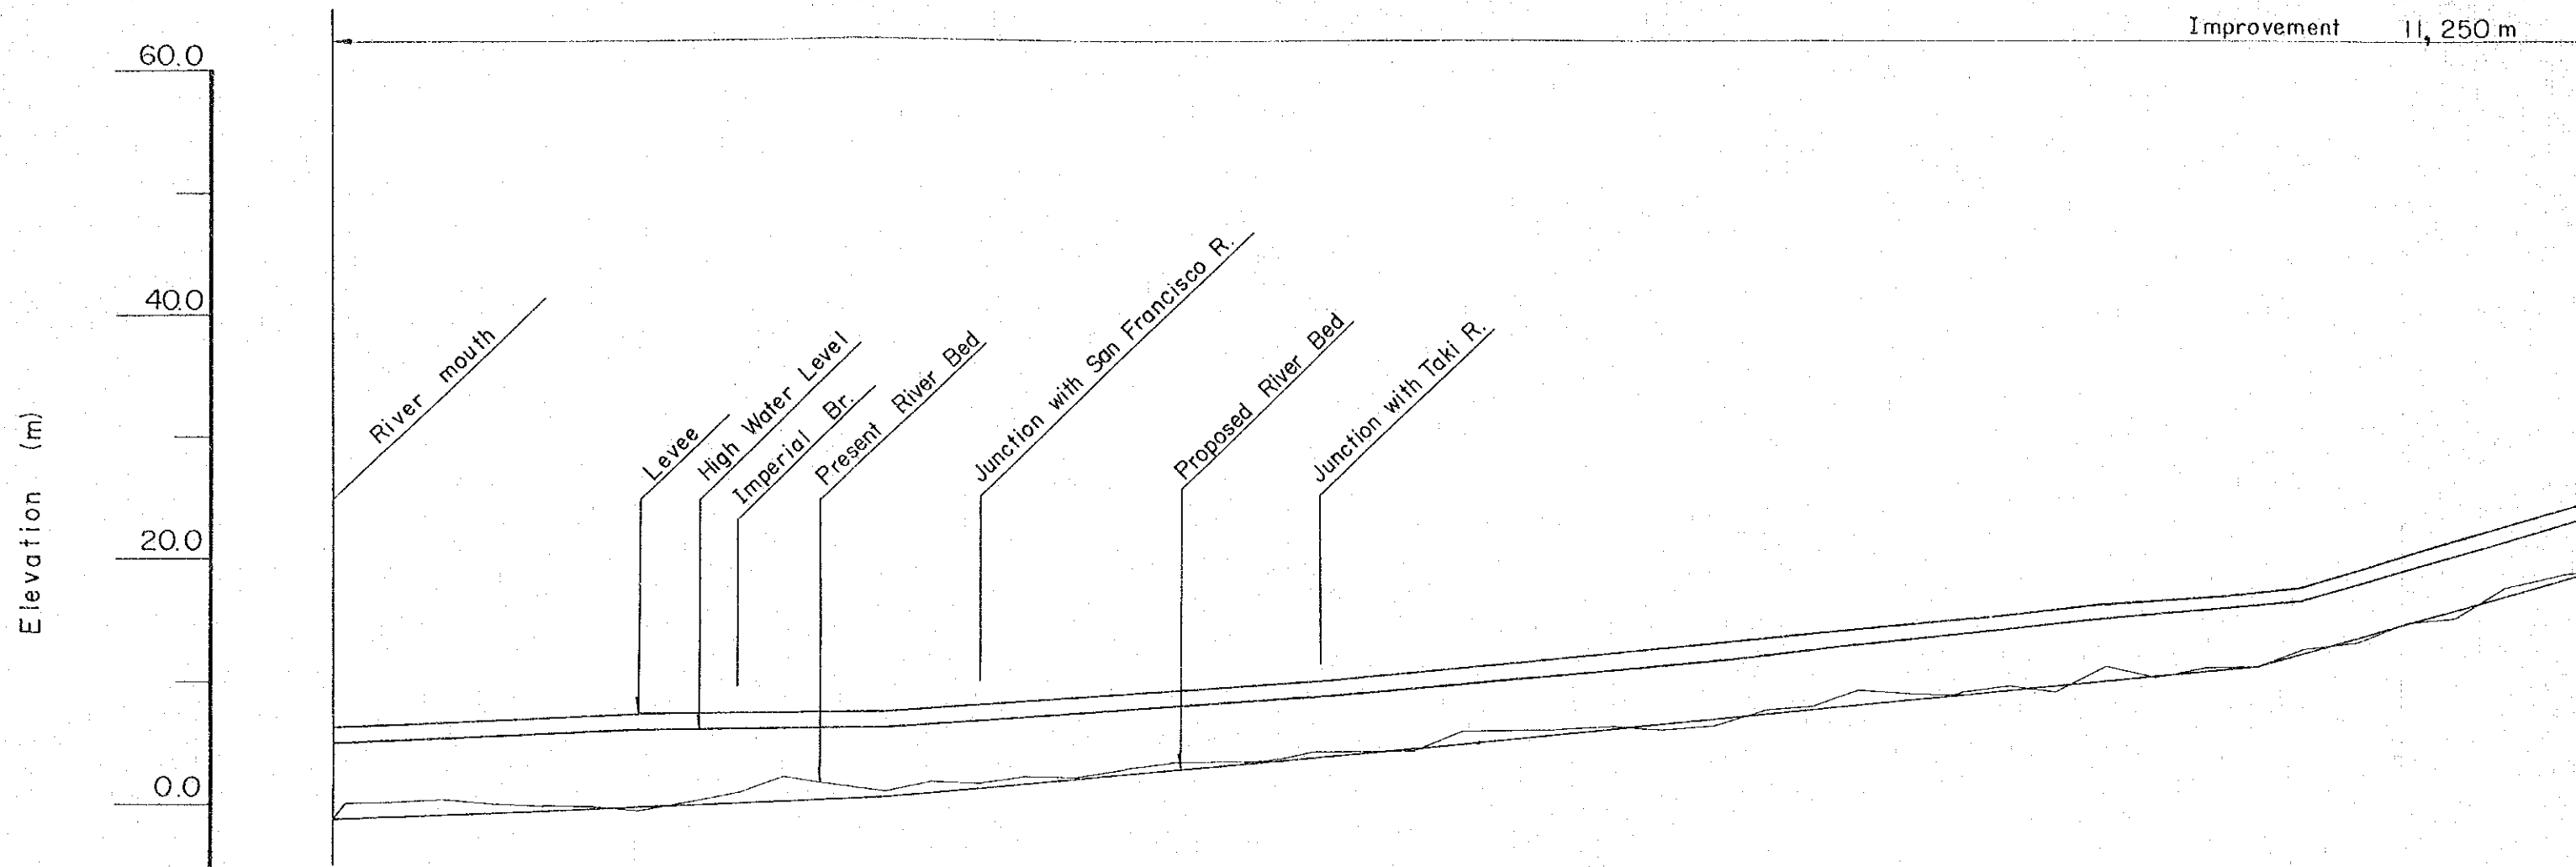 Improvement 11,250 m
60.0
40.0
20.0
0.0
Elevation (m)
River mouth
Levee
High Water Level
Imperial Br.
Present River Bed
Junction with San Francisco R.
Proposed River Bed
Junction with Taki R.